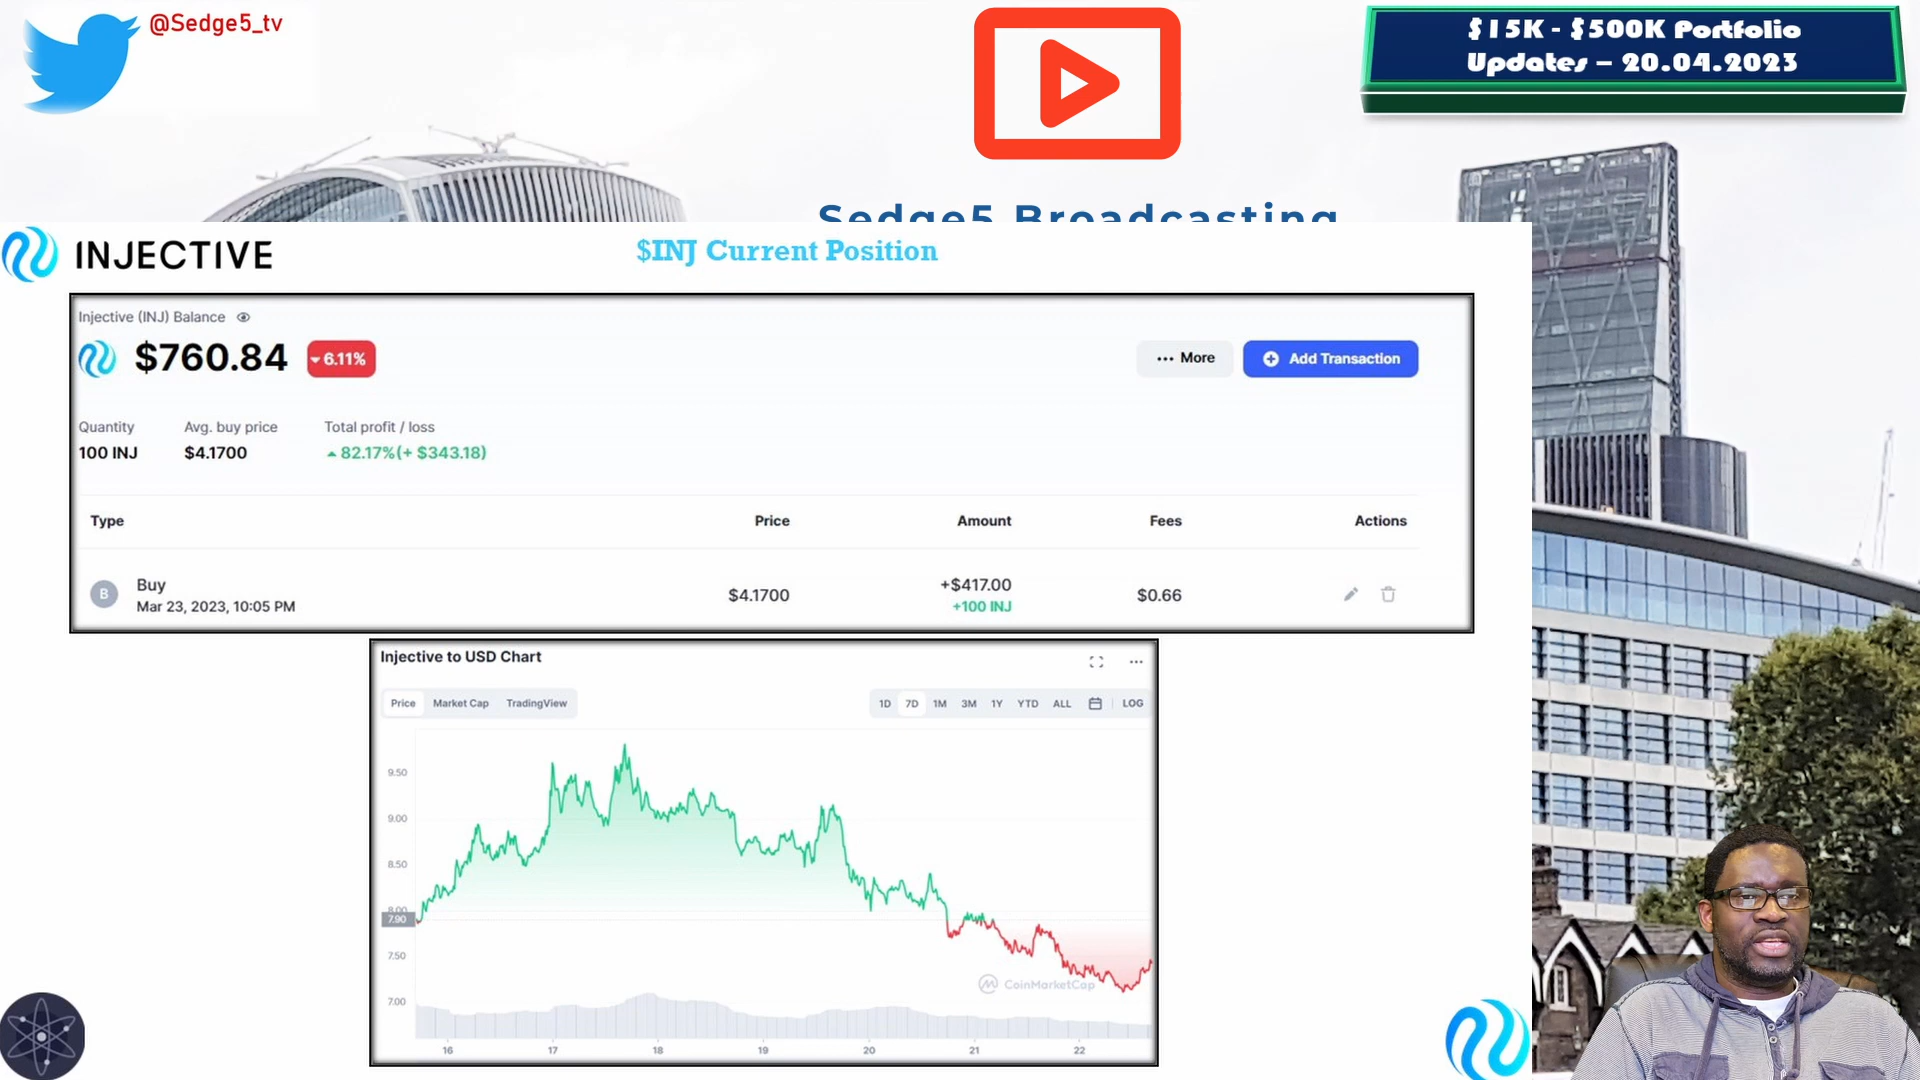 @Sedge5_tv
$15K - $500K Portfolio
Updates – 20.04.2023
Sedge5 Broadcasting
INJECTIVE
$INJ Current Position
Injective (INJ) Balance
$760.84 6.11%
More
Add Transaction
Quantity Avg. buy price Total profit / loss
100 INJ $4.1700 82.17%(+ $343.18)
Type Price Amount Fees Actions
B
Buy
Mar 23, 2023, 10:05 PM
$4.1700
+$417.00
+100 INJ
$0.66
Injective to USD Chart
Price Market Cap TradingView
1D 7D 1M 3M 1Y YTD ALL LOG
9.50
9.00
8.50
8.00
7.90
7.50
7.00
CoinMarketCap
16 17 18 19 20 21 22